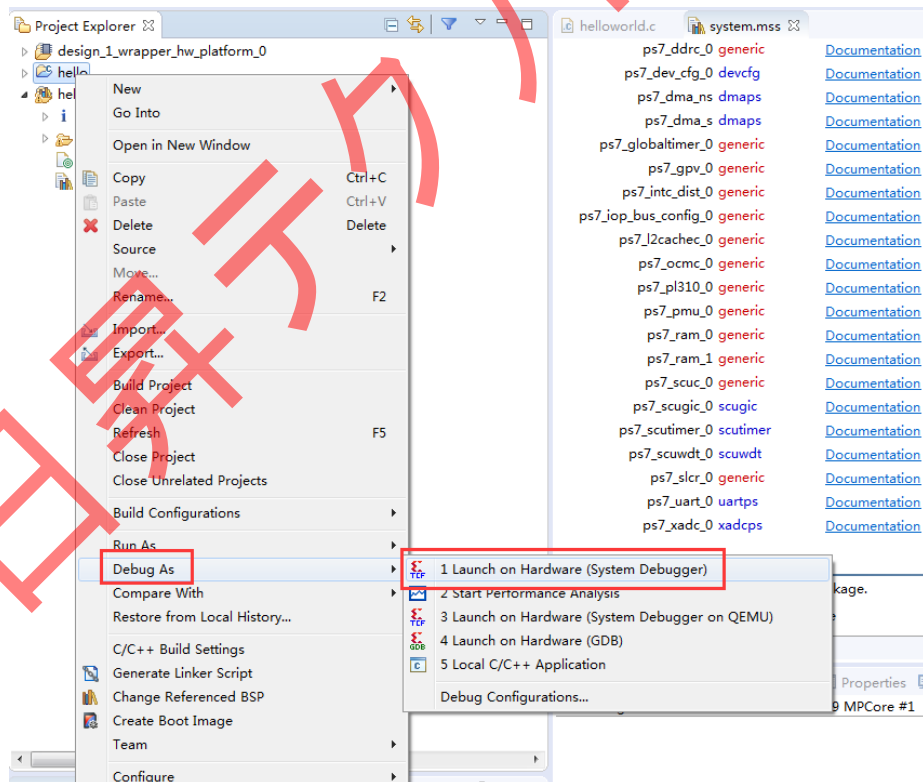 Project Explorer
design_1_wrapper_hw_platform_0
hello
hel
New
Go Into
Open in New Window
Copy Ctrl+C
Paste Ctrl+V
Delete Delete
Source
Move...
Rename... F2
Import...
Export...
Build Project
Clean Project
Refresh F5
Close Project
Close Unrelated Projects
Build Configurations
Run As
Debug As
Compare With
Restore from Local History...
C/C++ Build Settings
Generate Linker Script
Change Referenced BSP
Create Boot Image
Team
Configure
TCF 1 Launch on Hardware (System Debugger)
2 Start Performance Analysis
TCF 3 Launch on Hardware (System Debugger on QEMU)
GDB 4 Launch on Hardware (GDB)
5 Local C/C++ Application
Debug Configurations...
helloworld.c system.mss
ps7_ddrc_0 generic Documentation
ps7_dev_cfg_0 devcfg Documentation
ps7_dma_ns dmaps Documentation
ps7_dma_s dmaps Documentation
ps7_globaltimer_0 generic Documentation
ps7_gpv_0 generic Documentation
ps7_intc_dist_0 generic Documentation
ps7_iop_bus_config_0 generic Documentation
ps7_l2cachec_0 generic Documentation
ps7_ocmc_0 generic Documentation
ps7_pl310_0 generic Documentation
ps7_pmu_0 generic Documentation
ps7_ram_0 generic Documentation
ps7_ram_1 generic Documentation
ps7_scuc_0 generic Documentation
ps7_scugic_0 scugic Documentation
ps7_scutimer_0 scutimer Documentation
ps7_scuwdt_0 scuwdt Documentation
ps7_slcr_0 generic Documentation
ps7_uart_0 uartps Documentation
ps7_xadc_0 xadcps Documentation
kage.
Properties
9 MPCore #1
日昇テク